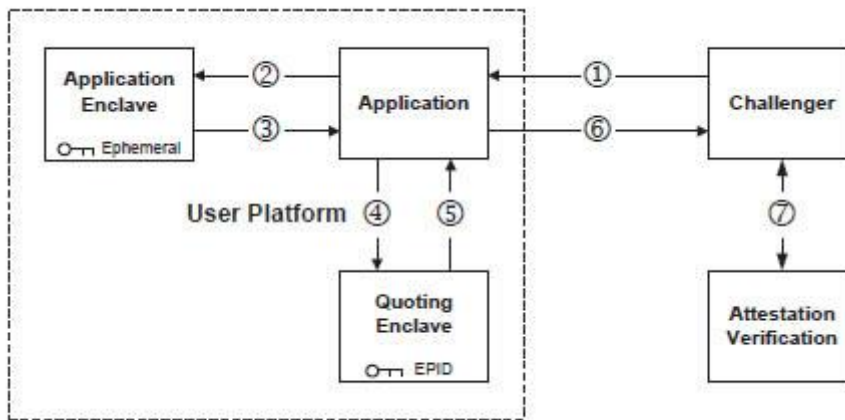 Application
Enclave
Ephemeral
②
③
Application
①
⑥
Challenger
User Platform
④
⑤
⑦
Quoting
Enclave
EPID
Attestation
Verification